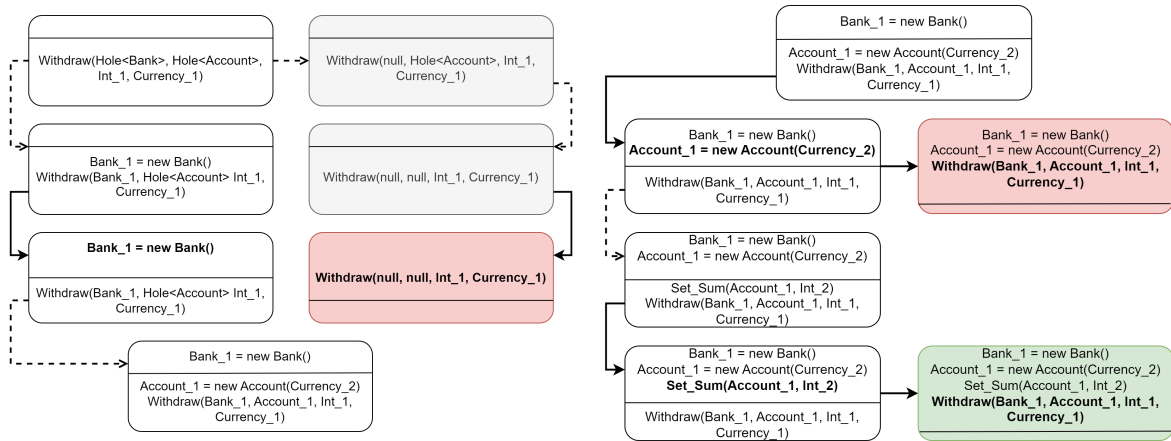 Withdraw(Hole<Bank>, Hole<Account>,
Int_1, Currency_1)
Withdraw(null, Hole<Account>, Int_1,
Currency_1)
Bank_1 = new Bank()
Withdraw(Bank_1, Hole<Account> Int_1,
Currency_1)
Withdraw(null, null, Int_1, Currency_1)
Bank_1 = new Bank()
Withdraw(Bank_1, Hole<Account> Int_1,
Currency_1)
Withdraw(null, null, Int_1, Currency_1)
Bank_1 = new Bank()
Account_1 = new Account(Currency_2)
Withdraw(Bank_1, Account_1, Int_1,
Currency_1)
Bank_1 = new Bank()
Account_1 = new Account(Currency_2)
Withdraw(Bank_1, Account_1, Int_1,
Currency_1)
Bank_1 = new Bank()
Account_1 = new Account(Currency_2)
Withdraw(Bank_1, Account_1, Int_1,
Currency_1)
Bank_1 = new Bank()
Account_1 = new Account(Currency_2)
Withdraw(Bank_1, Account_1, Int_1,
Currency_1)
Bank_1 = new Bank()
Account_1 = new Account(Currency_2)
Set_Sum(Account_1, Int_2)
Withdraw(Bank_1, Account_1, Int_1,
Currency_1)
Bank_1 = new Bank()
Account_1 = new Account(Currency_2)
Set_Sum(Account_1, Int_2)
Withdraw(Bank_1, Account_1, Int_1,
Currency_1)
Bank_1 = new Bank()
Account_1 = new Account(Currency_2)
Set_Sum(Account_1, Int_2)
Withdraw(Bank_1, Account_1, Int_1,
Currency_1)